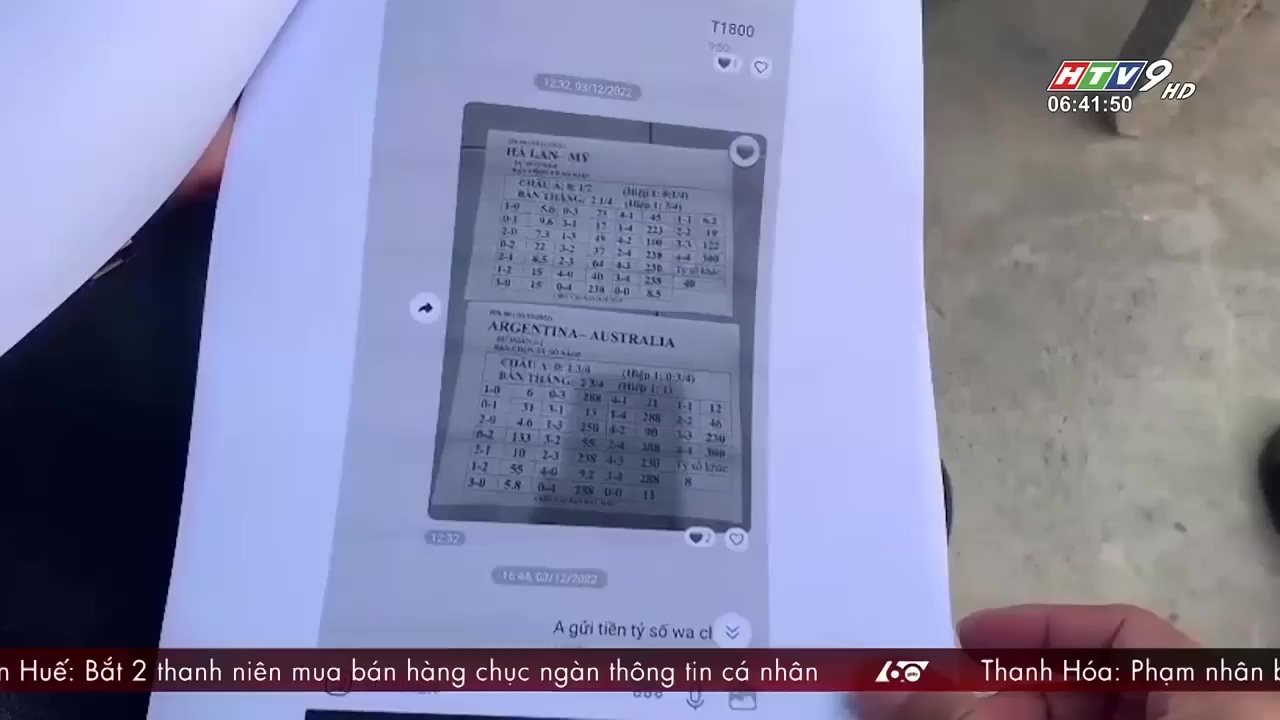 T1800
9:50
1
HTV9 HD
06:41:50
12:32, 03/12/2022
HÀ LAN– MỸ
CHÂU Á: 0: 1/2 (Hiệp 1: 0:1/4)
BÀN THẮNG: 2 1/4 (Hiệp 1: 3/4)
1-0 5.6 0-3 73 4-1 45 1-1 6.2
0-1 9.6 3-1 17 1-4 223 2-2 19
2-0 7.3 1-3 49 4-2 100 3-3 122
0-2 22 3-2 37 2-4 238 4-4 300
2-1 8.5 2-3 64 4-3 230 Tỷ số khác
1-2 15 4-0 40 3-4 238 40
3-0 15 0-4 238 0-0 8.5
ARGENTINA– AUSTRALIA
CHÂU Á: 0: 1 3/4 (Hiệp 1: 0:3/4)
BÀN THẮNG: 2 3/4 (Hiệp 1: 1)
1-0 6 0-3 288 4-1 21 1-1 12
0-1 31 3-1 13 1-4 288 2-2 46
2-0 4.6 1-3 250 4-2 90 3-3 230
0-2 133 3-2 55 2-4 288 4-4 300
2-1 10 2-3 238 4-3 230 Tỷ số khác
1-2 55 4-0 9.2 3-4 288 8
3-0 5.8 0-4 288 0-0 11
12:32
2
16:44, 03/12/2022
A gửi tiền tỷ số wa
n Huế: Bắt 2 thanh niên mua bán hàng chục ngàn thông tin cá nhân 60 giây Thanh Hóa: Phạm nhân b